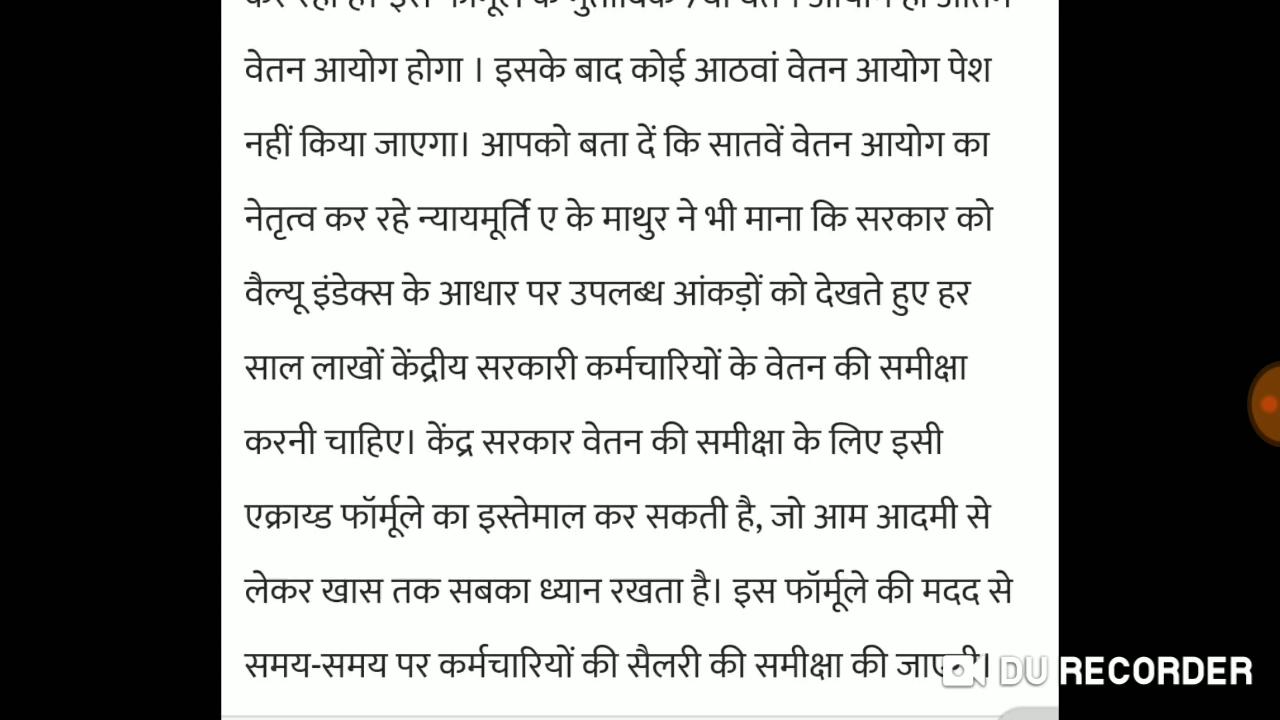 वेतन आयोग होगा । इसके बाद कोई आठवां वेतन आयोग पेश
नहीं किया जाएगा। आपको बता दें कि सातवें वेतन आयोग का
नेतृत्व कर रहे न्यायमूर्ति ए के माथुर ने भी माना कि सरकार को
वैल्यू इंडेक्स के आधार पर उपलब्ध आंकड़ों को देखते हुए हर
साल लाखों केंद्रीय सरकारी कर्मचारियों के वेतन की समीक्षा
करनी चाहिए। केंद्र सरकार वेतन की समीक्षा के लिए इसी
एक्राय्ड फॉर्मूले का इस्तेमाल कर सकती है, जो आम आदमी से
लेकर खास तक सबका ध्यान रखता है। इस फॉर्मूले की मदद से
समय-समय पर कर्मचारियों की सैलरी की समीक्षा की
DU RECORDER